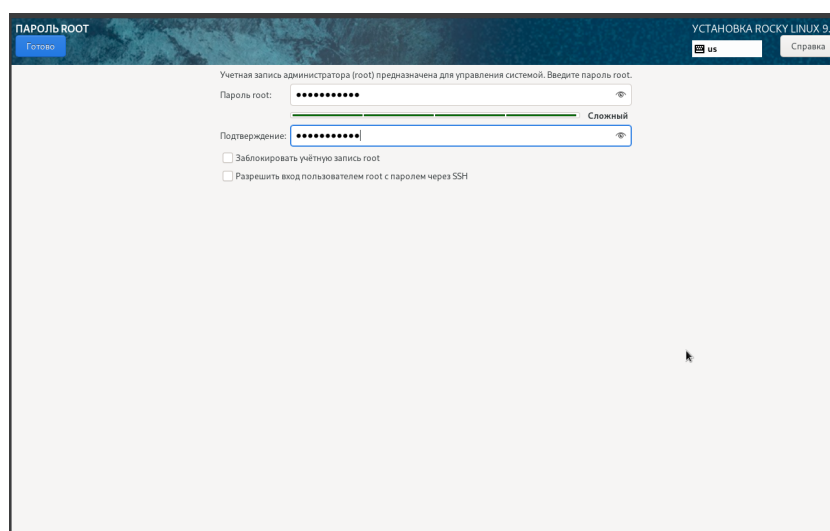 ПАРОЛЬ ROOT
УСТАНОВКА ROCKY LINUX 9.
Готово
us
Справка
Учетная запись администратора (root) предназначена для управления системой. Введите пароль root.
Пароль root: ●●●●●●●●●●●
Сложный
Подтверждение: ●●●●●●●●●●●
Заблокировать учётную запись root
Разрешить вход пользователем root с паролем через SSH